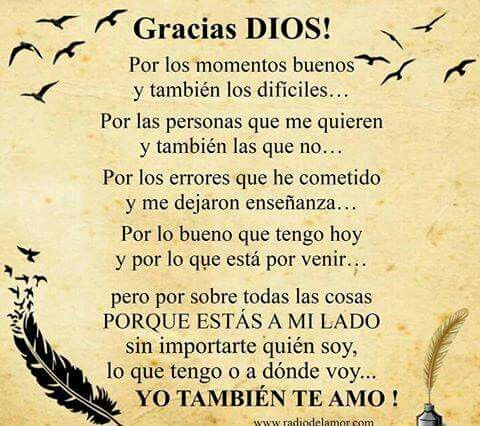 Gracias DIOS!
Por los momentos buenos
y también los difíciles...
Por las personas que me quieren
y también las que no...
Por los errores que he cometido
y me dejaron enseñanza...
Por lo bueno que tengo hoy
y por lo que está por venir...
pero por sobre todas las cosas
PORQUE ESTÁS A MI LADO
sin importarte quién soy,
lo que tengo o a dónde voy...
YO TAMBIÉN TE AMO !
www.radiodelamor.com